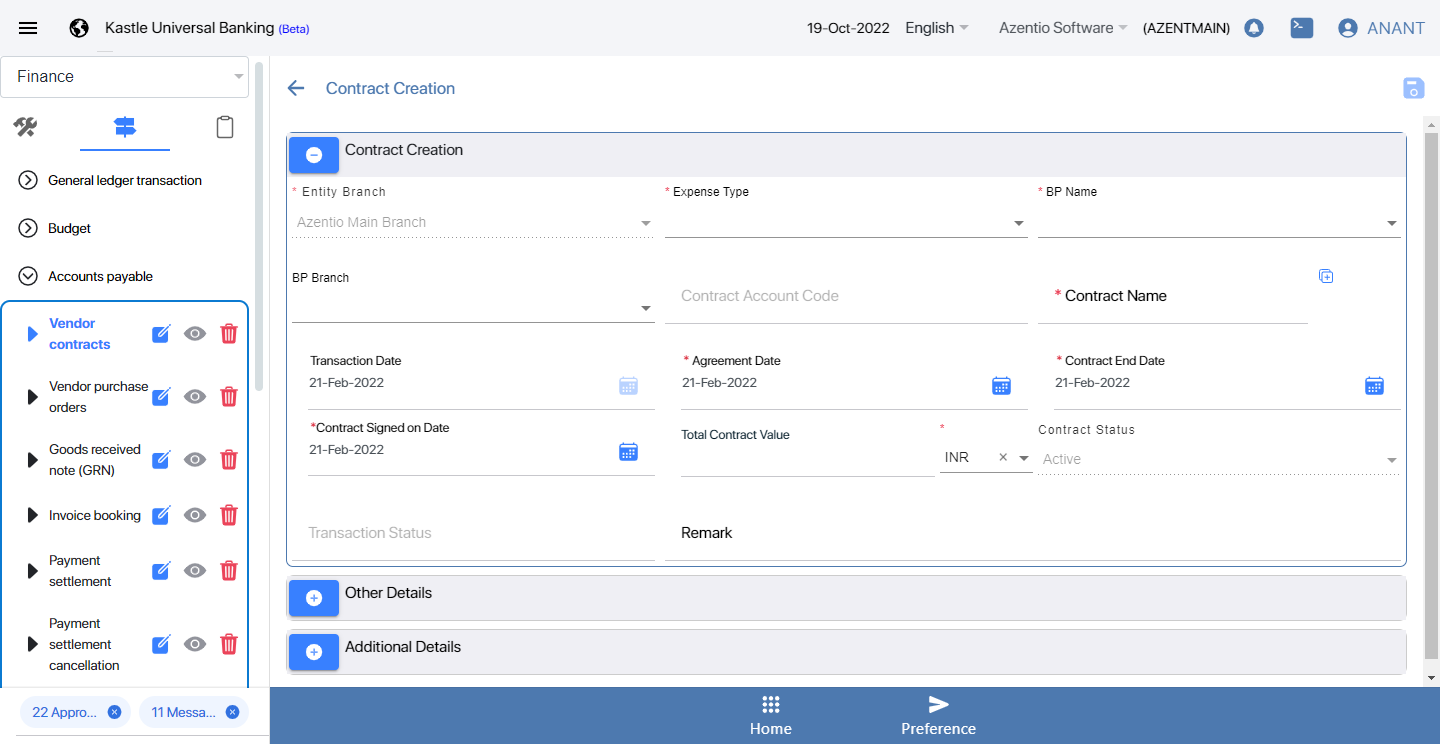 Kastle Universal Banking (Beta)
19-Oct-2022 English Azentio Software (AZENTMAIN) ANANT
Finance
General ledger transaction
Budget
Accounts payable
Vendor
contracts
Vendor purchase
orders
Goods received
note (GRN)
Invoice booking
Payment
settlement
Payment
settlement
cancellation
22 Appro...
11 Messa...
Contract Creation
Contract Creation
* Entity Branch
* Expense Type
* BP Name
Azentio Main Branch
BP Branch
Contract Account Code
* Contract Name
Transaction Date
* Agreement Date
* Contract End Date
21-Feb-2022
21-Feb-2022
21-Feb-2022
*Contract Signed on Date
21-Feb-2022
Total Contract Value
*
INR ×
Contract Status
Active
Transaction Status
Remark
Other Details
Additional Details
Home
Preference